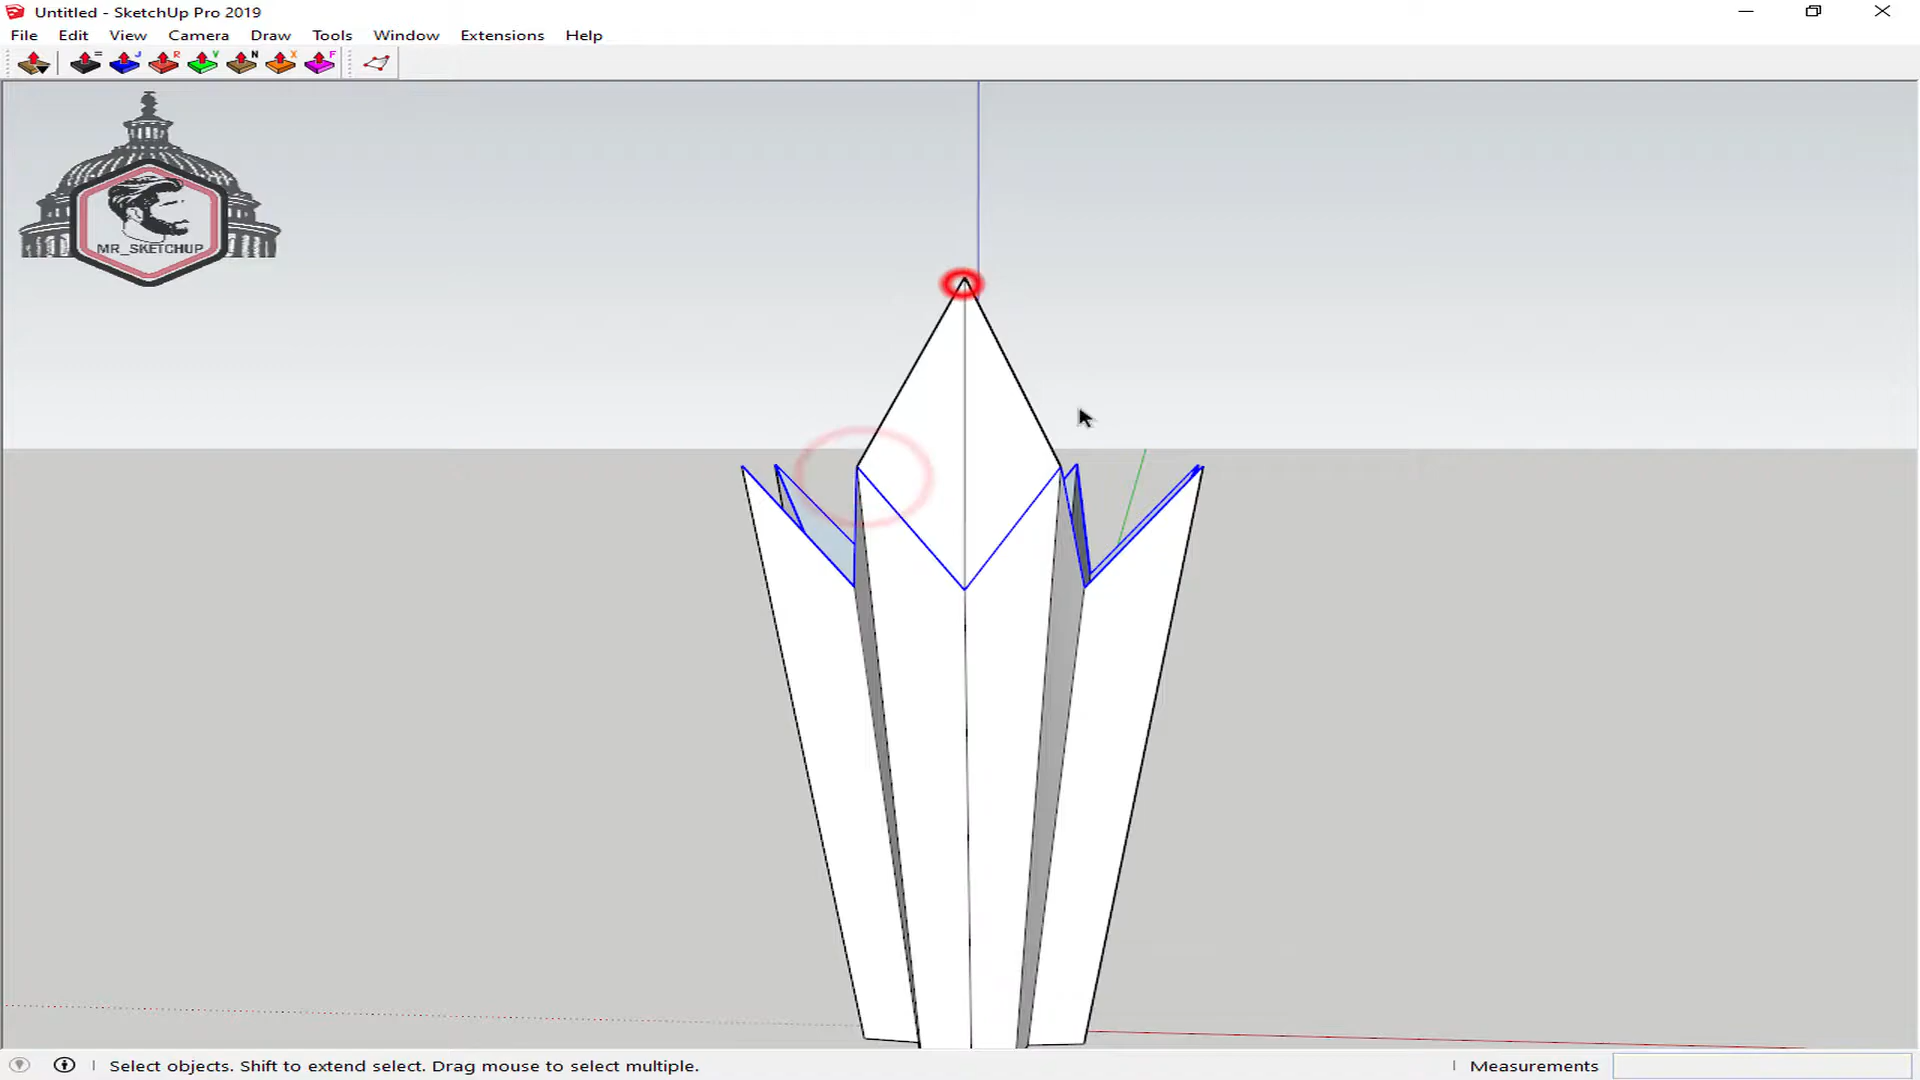 Untitled - SketchUp Pro 2019
File Edit View Camera Draw Tools Window Extensions Help
= J R V N X F
MR_SKETCHUP
Select objects. Shift to extend select. Drag mouse to select multiple. Measurements